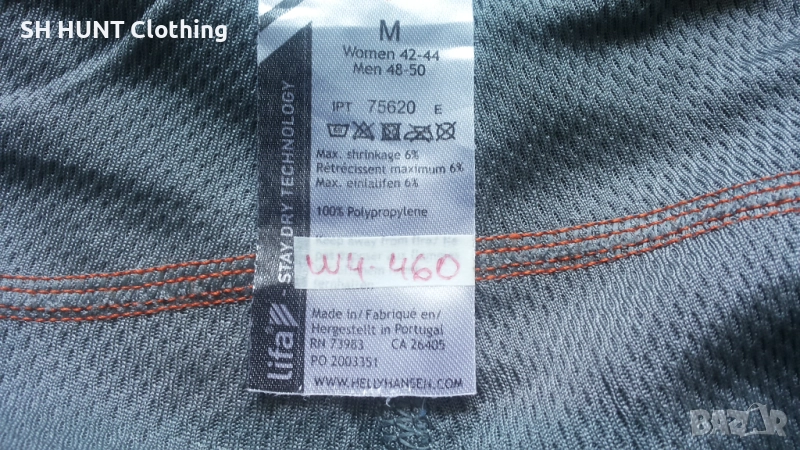 SH HUNT Clothing
M
Women 42-44
Men 48-50
IPT 75620 E
Max. shrinkage 6%
Rétrécissent maximum 6%
Max. einlaufen 6%
100% Polypropylene
W4-460
Made in/ Fabriqué en/
Hergestellt in Portugal
RN 73983 CA 26405
PO 2003351
WWW.HELLYHANSEN.COM
Lifa STAY DRY TECHNOLOGY
BAZAR